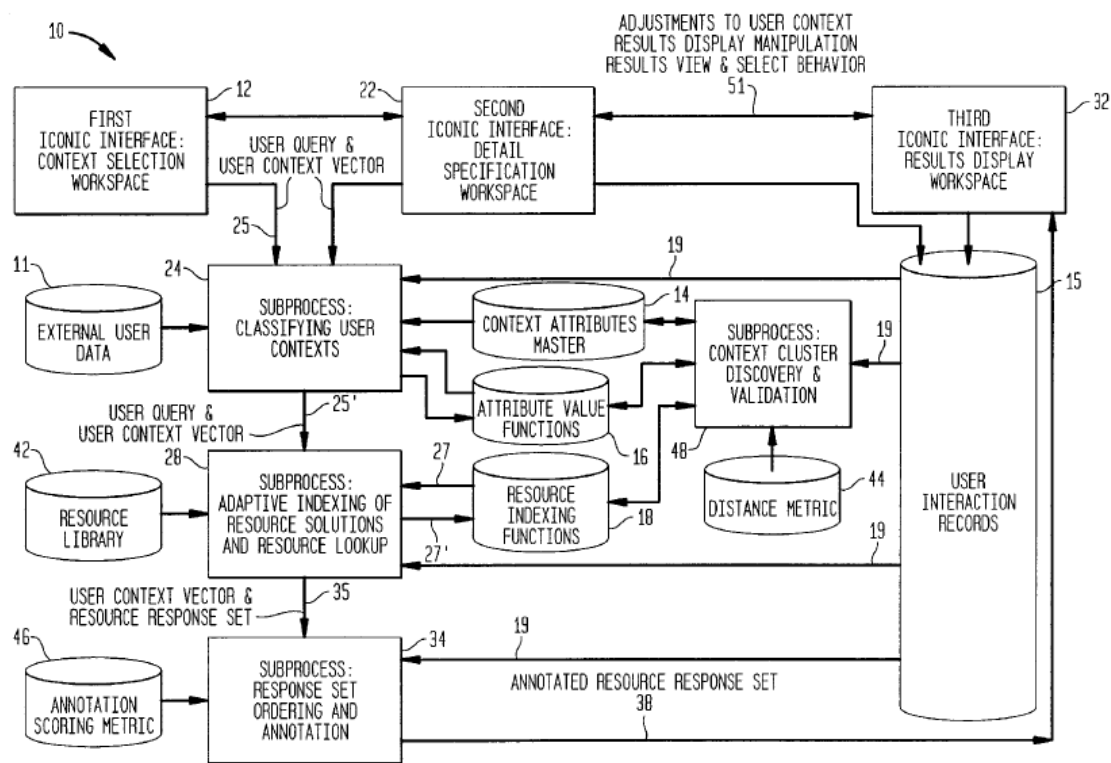 10
ADJUSTMENTS TO USER CONTEXT
RESULTS DISPLAY MANIPULATION
RESULTS VIEW & SELECT BEHAVIOR
12
22
51
32
FIRST
ICONIC INTERFACE:
CONTEXT SELECTION
WORKSPACE
USER QUERY &
USER CONTEXT
VECTOR
SECOND
ICONIC INTERFACE:
DETAIL
SPECIFICATION
WORKSPACE
THIRD
ICONIC INTERFACE:
RESULTS DISPLAY
WORKSPACE
25
11
24
19
14
15
EXTERNAL USER
DATA
SUBPROCESS:
CLASSIFYING USER
CONTEXTS
CONTEXT ATTRIBUTES
MASTER
SUBPROCESS:
CONTEXT CLUSTER
DISCOVERY &
VALIDATION
19
ATTRIBUTE VALUE
FUNCTIONS
16
48
25'
USER QUERY &
USER CONTEXT VECTOR
42
28
27
RESOURCE
LIBRARY
SUBPROCESS:
ADAPTIVE INDEXING OF
RESOURCE SOLUTIONS
AND RESOURCE LOOKUP
RESOURCE
INDEXING
FUNCTIONS
18
27'
DISTANCE METRIC
44
USER
INTERACTION
RECORDS
19
USER CONTEXT VECTOR &
RESOURCE RESPONSE SET
35
46
34
19
ANNOTATION
SCORING METRIC
SUBPROCESS:
RESPONSE SET
ORDERING AND
ANNOTATION
ANNOTATED RESOURCE RESPONSE SET
38